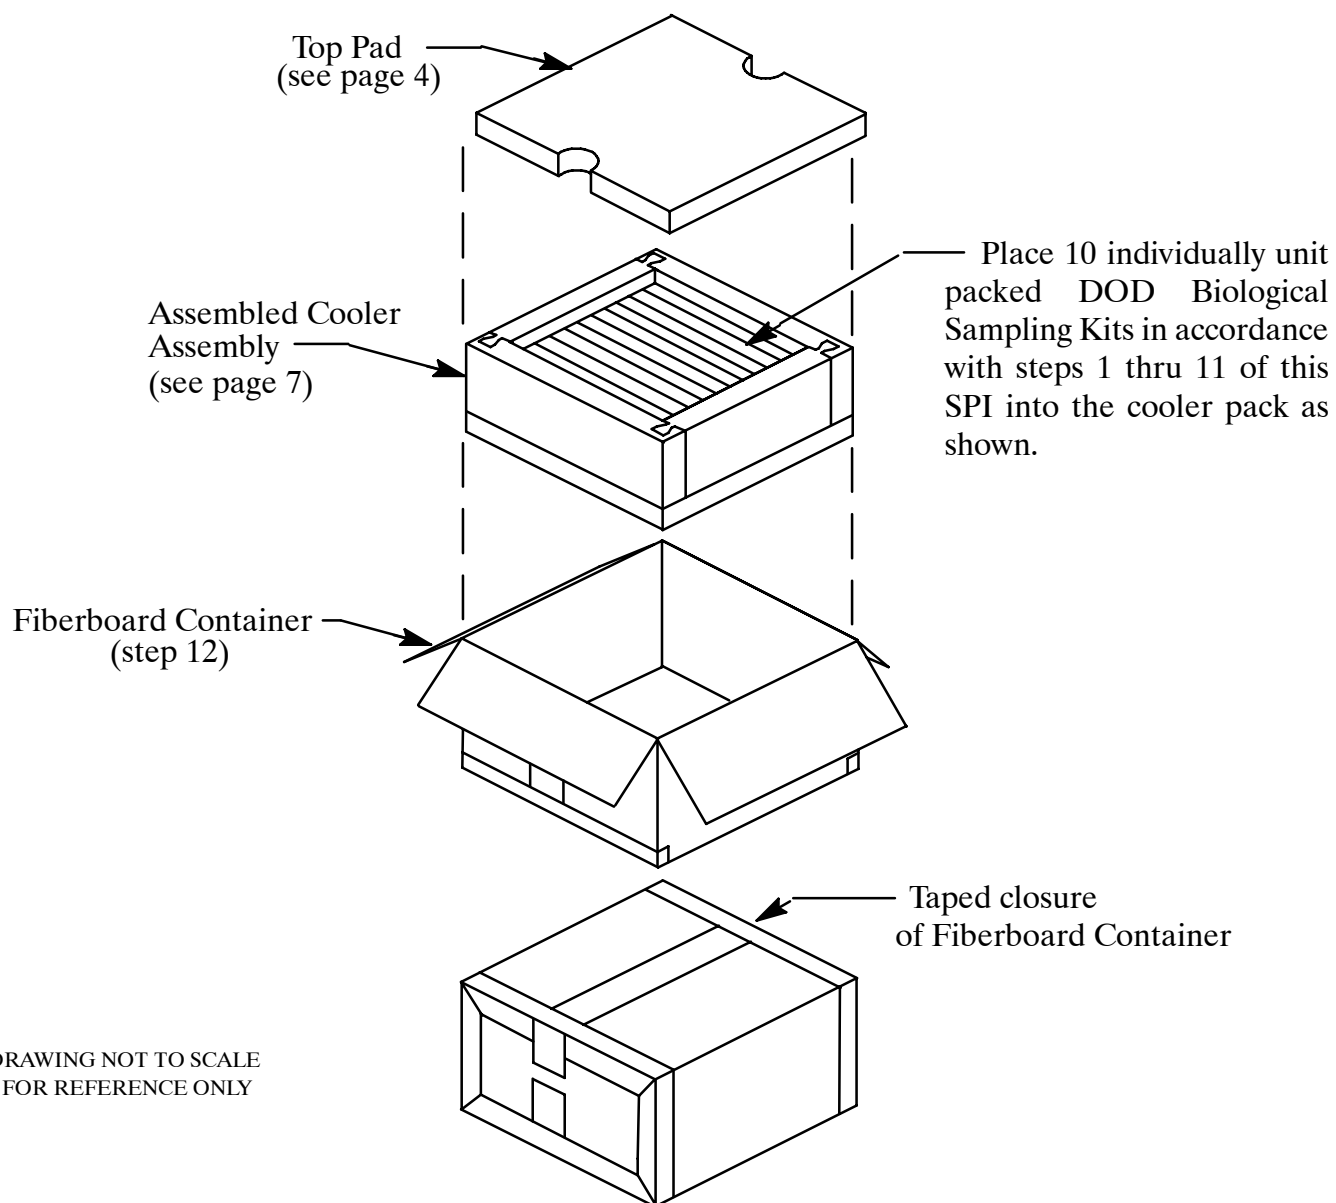 Top Pad
(see page 4)
Place 10 individually unit
packed DOD Biological
Sampling Kits in accordance
with steps 1 thru 11 of this
SPI into the cooler pack as
shown.
Assembled Cooler
Assembly
(see page 7)
Fiberboard Container
(step 12)
Taped closure
of Fiberboard Container
DRAWING NOT TO SCALE
FOR REFERENCE ONLY